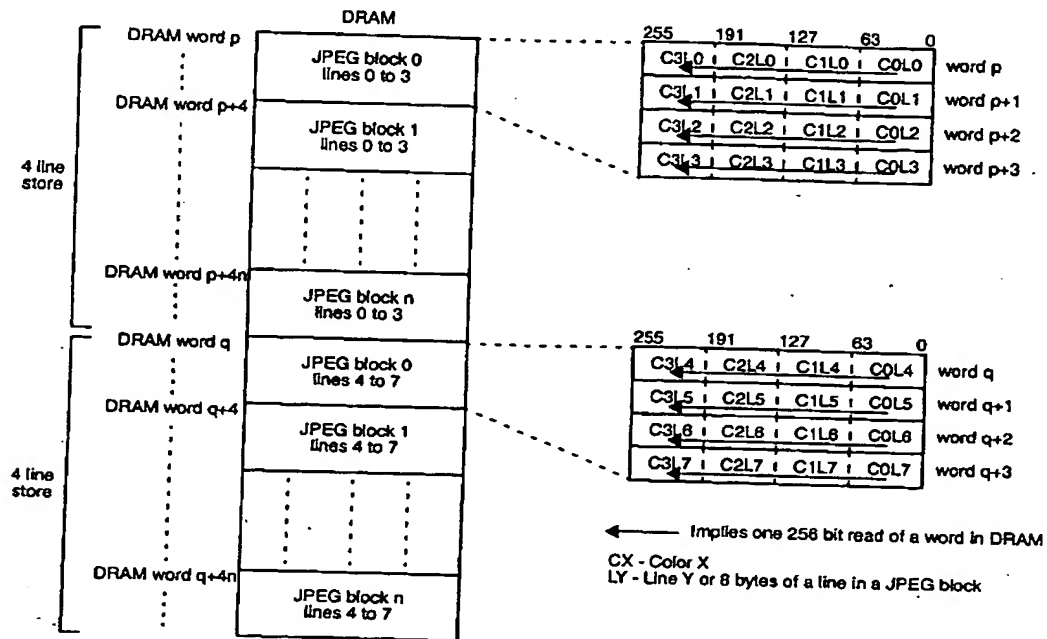 DRAM
DRAM word p
JPEG block 0
lines 0 to 3
DRAM word p+4
JPEG block 1
lines 0 to 3
4 line
store
DRAM word p+4n
JPEG block n
lines 0 to 3
DRAM word q
JPEG block 0
lines 4 to 7
DRAM word q+4
JPEG block 1
lines 4 to 7
4 line
store
DRAM word q+4n
JPEG block n
lines 4 to 7
255 191 127 63 0
C3L0 C2L0 C1L0 C0L0 word p
C3L1 C2L1 C1L1 C0L1 word p+1
C3L2 C2L2 C1L2 C0L2 word p+2
C3L3 C2L3 C1L3 C0L3 word p+3
255 191 127 63 0
C3L4 C2L4 C1L4 C0L4 word q
C3L5 C2L5 C1L5 C0L5 word q+1
C3L6 C2L6 C1L6 C0L6 word q+2
C3L7 C2L7 C1L7 C0L7 word q+3
Implies one 256 bit read of a word in DRAM
CX - Color X
LY - Line Y or 8 bytes of a line in a JPEG block